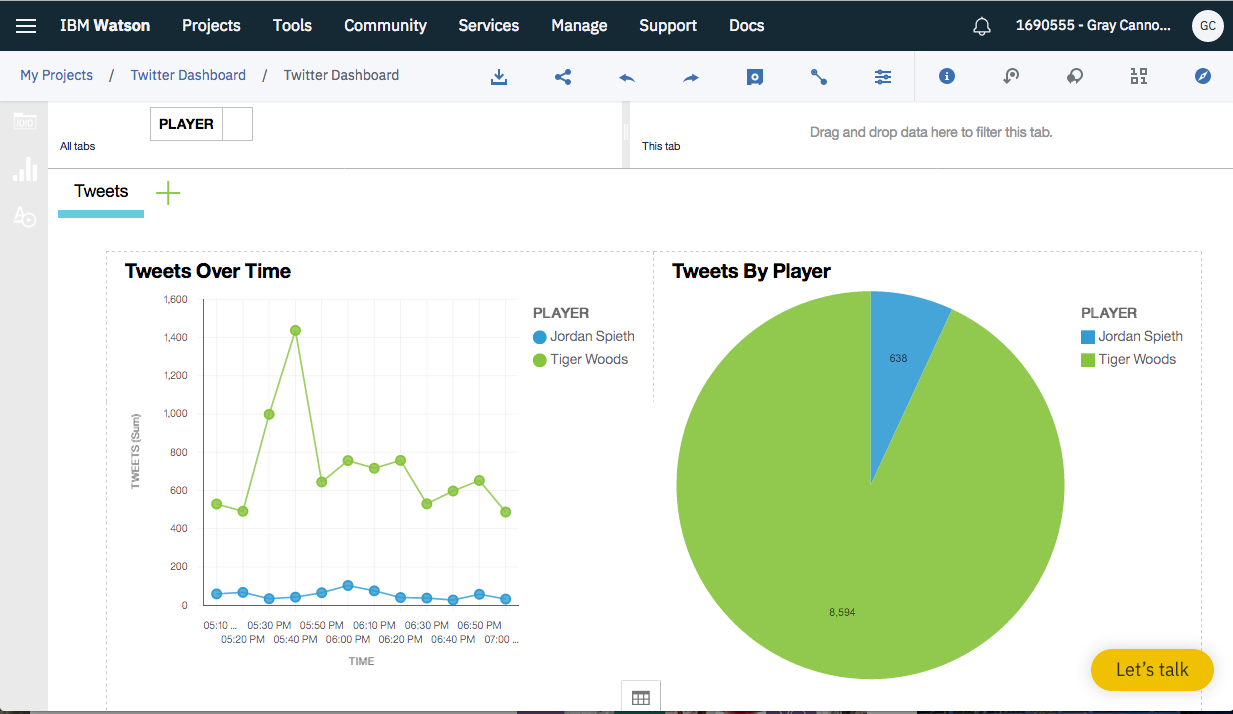 IBM Watson Projects Tools Community Services Manage Support Docs 1690555 - Gray Canno... GC
My Projects / Twitter Dashboard / Twitter Dashboard
All tabs
PLAYER
This tab
Drag and drop data here to filter this tab.
Tweets
Tweets Over Time
1,600
1,400
1,200
1,000
800
600
400
200
0
TWEETS (Sum)
05:10 ... 05:30 PM 05:50 PM 06:10 PM 06:30 PM 06:50 PM
05:20 PM 05:40 PM 06:00 PM 06:20 PM 06:40 PM 07:00 ...
TIME
PLAYER
Jordan Spieth
Tiger Woods
Tweets By Player
638
8,594
PLAYER
Jordan Spieth
Tiger Woods
Let's talk